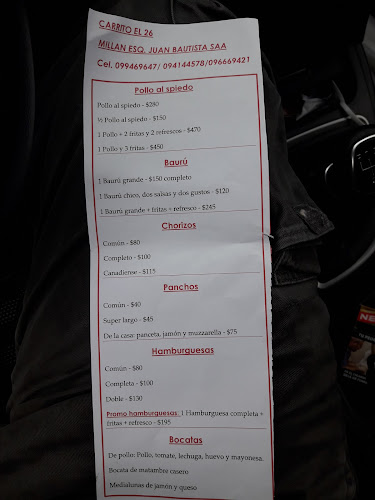 CARRITO EL 26
MILLAN ESQ. JUAN BAUTISTA SAA
Cel. 099469647/ 094144578/096669421
Pollo al spiedo
Pollo al spiedo - $280
½ Pollo al spiedo - $150
1 Pollo + 2 fritas y 2 refrescos - $470
1 Pollo y 3 fritas - $450
Baurú
1 Baurú grande - $150 completo
1 Baurú chico, dos salsas y dos gustos - $120
1 Baurú grande + fritas + refresco - $245
Chorizos
Común - $80
Completo - $100
Canadiense - $115
Panchos
Común - $40
Super largo - $45
De la casa: panceta, jamón y muzzarella - $75
Hamburguesas
Común - $80
Completa - $100
Doble - $130
Promo hamburguesas: 1 Hamburguesa completa +
fritas + refresco - $195
Bocatas
De pollo: Pollo, tomate, lechuga, huevo y mayonesa.
Bocata de matambre casero
Medialunas de jamón y queso